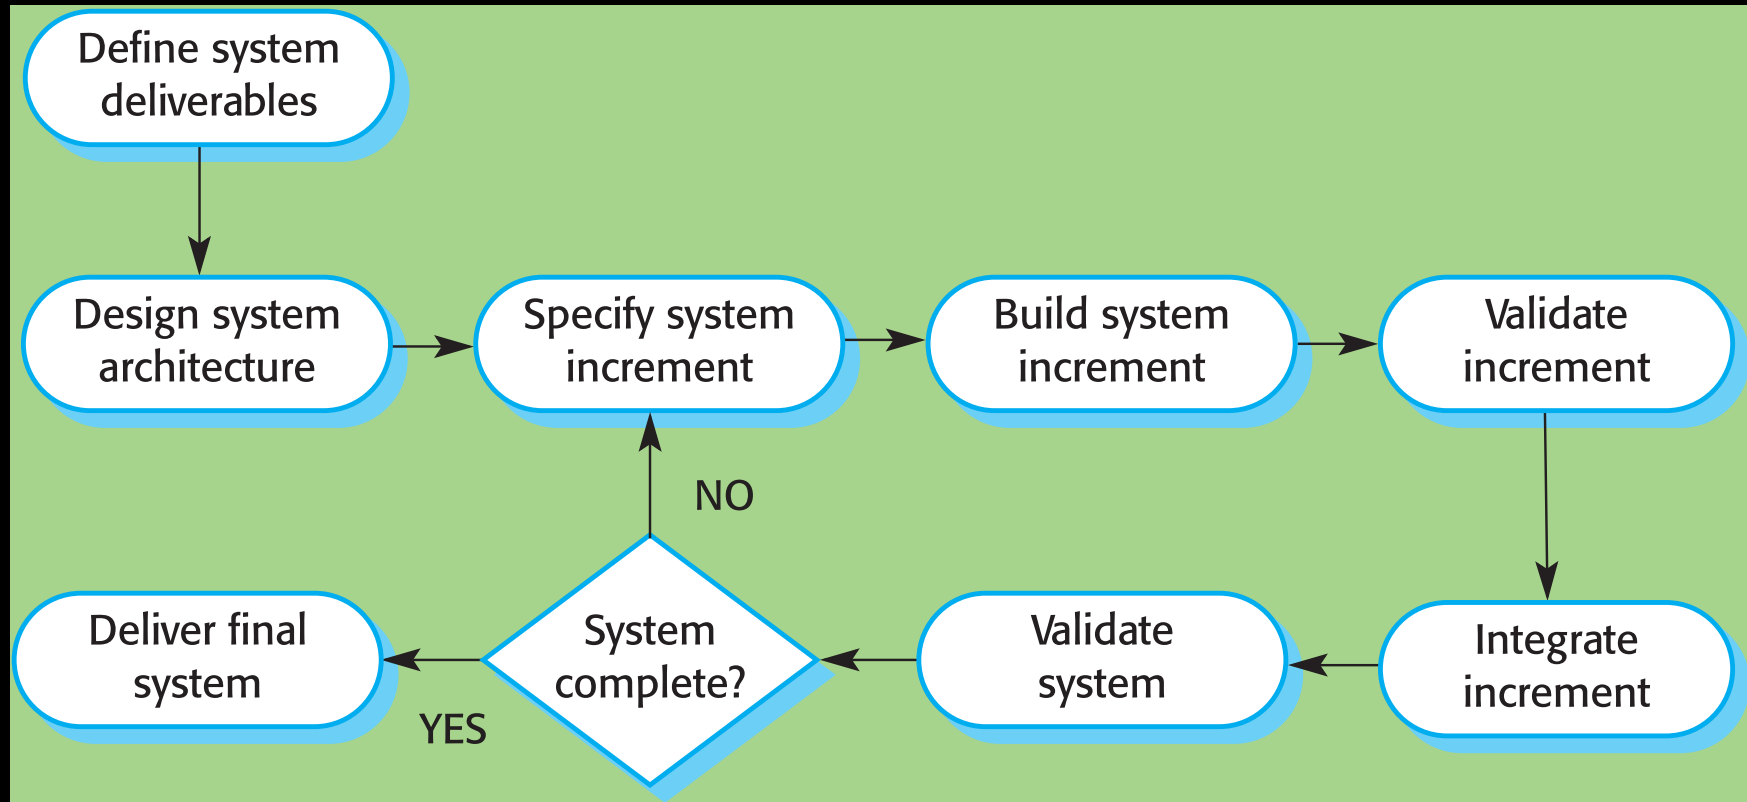 Define system
deliverables
Design system
architecture
Specify system
increment
Build system
increment
Validate
increment
NO
Deliver final
system
YES
System
complete?
Validate
system
Integrate
increment